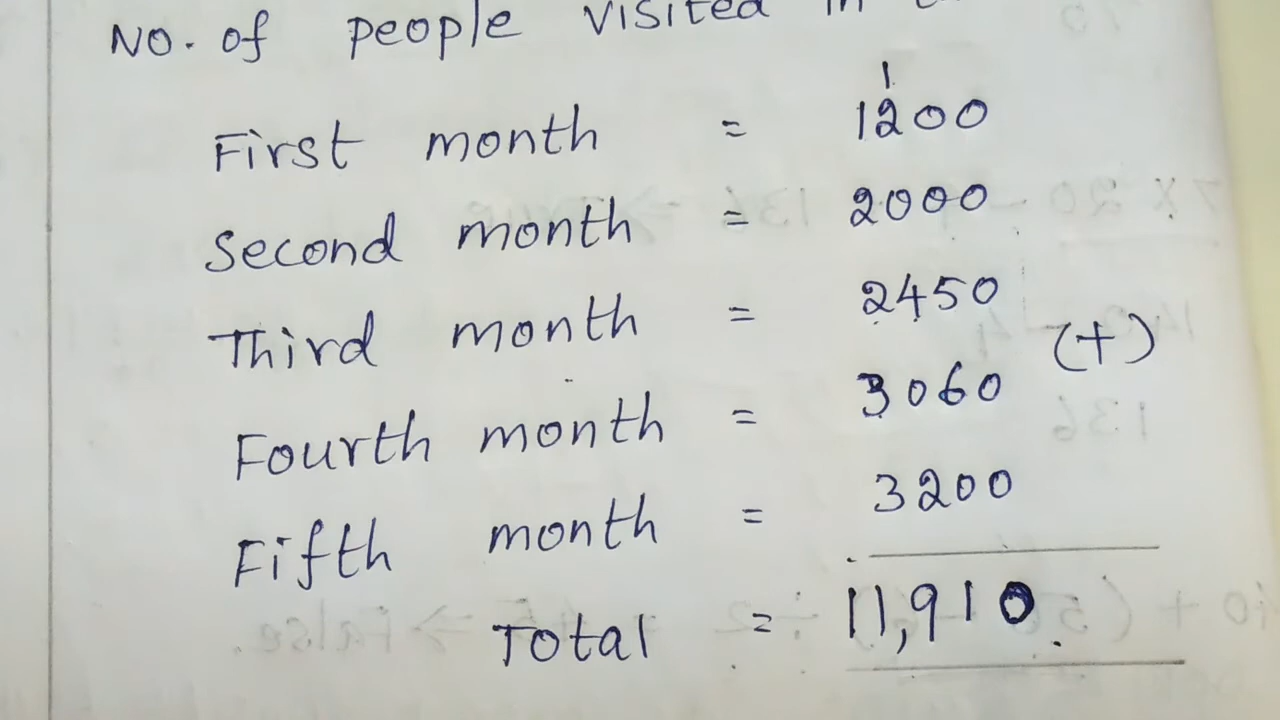 No. of people visited in
1
First month = 1200
Second month = 2000
Third month = 2450
(+)
Fourth month = 3060
Fifth month = 3200
Total = 11,910.